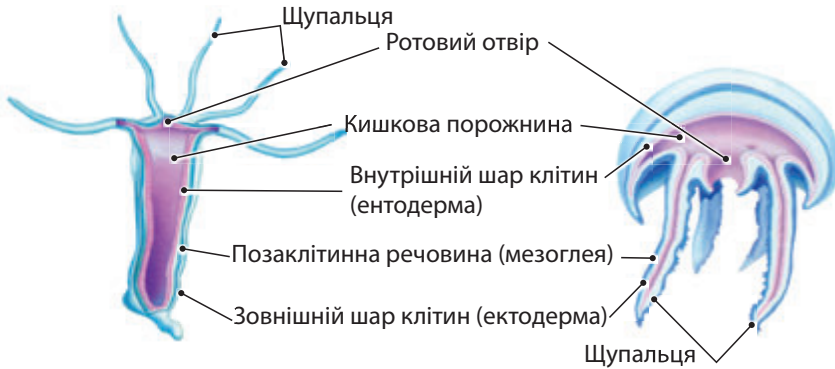 Щупальця
Ротовий отвір
Кишкова порожнина
Внутрішній шар клітин
(ентодерма)
Позаклітинна речовина (мезоглея)
Зовнішній шар клітин (ектодерма)
Щупальця